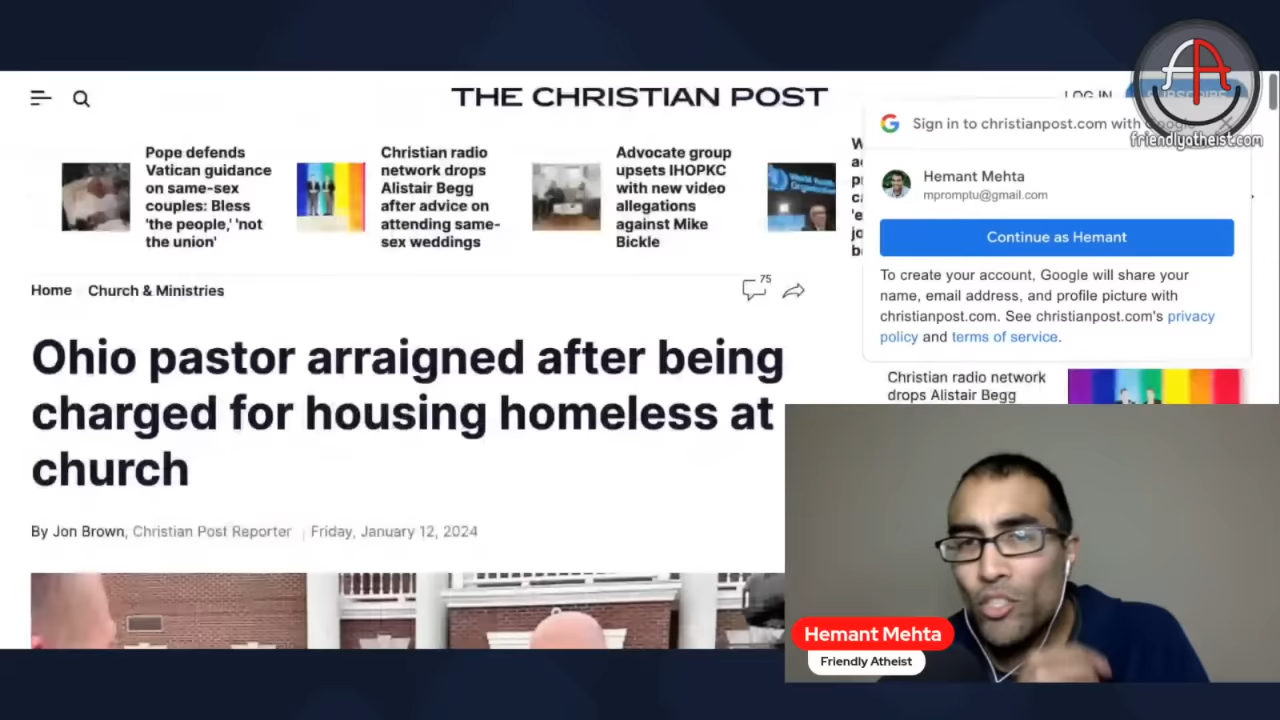 THE CHRISTIAN POST
LOG IN
SUBSCRIBE
friendlyatheist.com
Pope defends
Vatican guidance
on same-sex
couples: Bless
'the people,' 'not
the union'
Christian radio
network drops
Alistair Begg
after advice on
attending same-
sex weddings
Advocate group
upsets IHOPKC
with new video
allegations
against Mike
Bickle
Sign in to christianpost.com with Google
Hemant Mehta
mpromptu@gmail.com
Continue as Hemant
To create your account, Google will share your
name, email address, and profile picture with
christianpost.com. See christianpost.com's privacy
policy and terms of service.
Home
Church & Ministries
75
Ohio pastor arraigned after being
charged for housing homeless at
church
By Jon Brown, Christian Post Reporter
Friday, January 12, 2024
Christian radio network
drops Alistair Begg
Hemant Mehta
Friendly Atheist